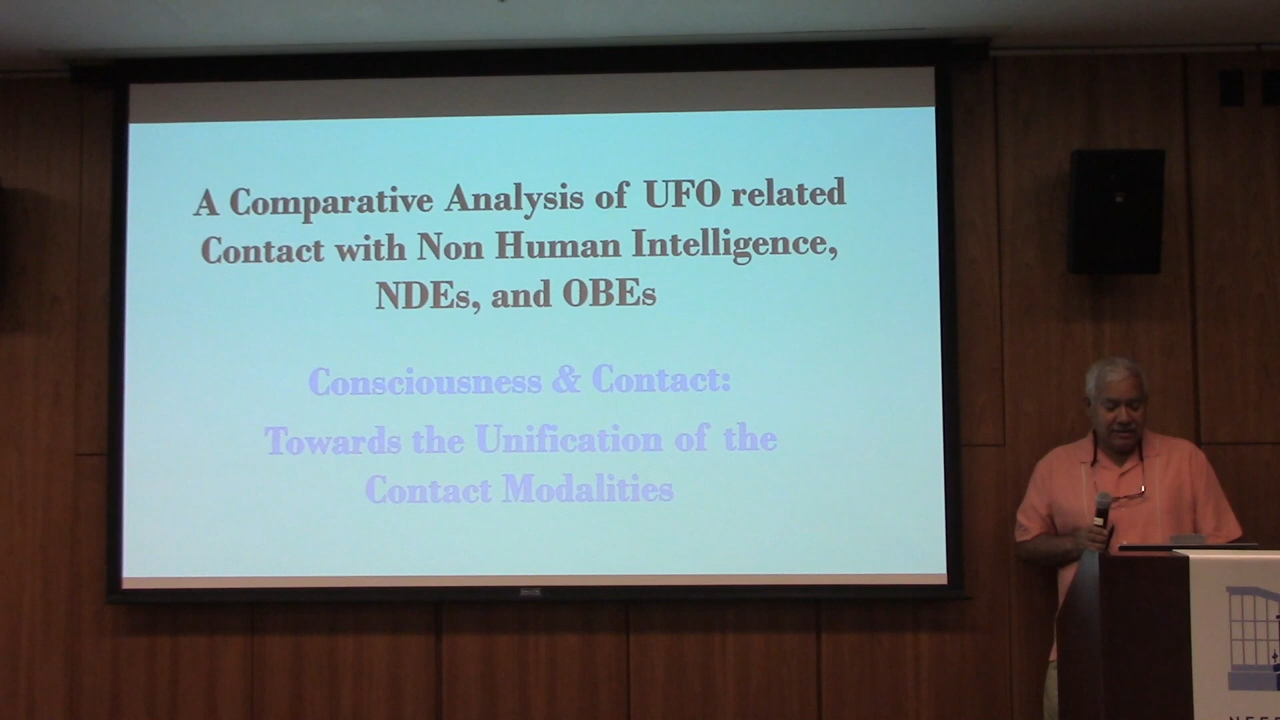 A Comparative Analysis of UFO related
Contact with Non Human Intelligence,
NDEs, and OBEs
Consciousness & Contact:
Towards the Unification of the
Contact Modalities